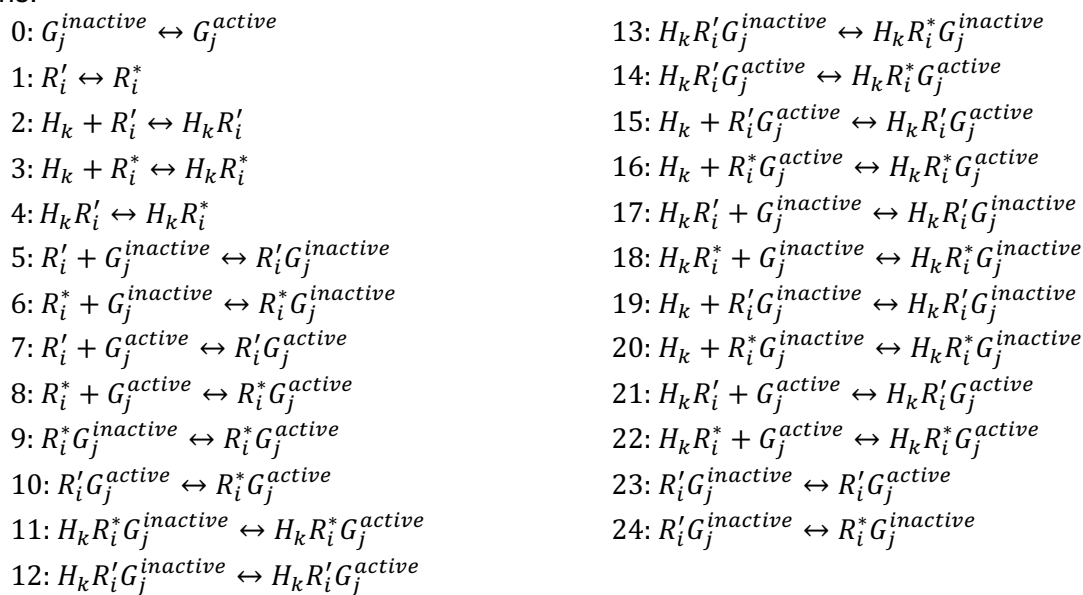 0: G_j^{inactive} ↔ G_j^{active}
1: R_i' ↔ R_i^*
2: H_k + R_i' ↔ H_kR_i'
3: H_k + R_i^* ↔ H_kR_i^*
4: H_kR_i' ↔ H_kR_i^*
5: R_i' + G_j^{inactive} ↔ R_i'G_j^{inactive}
6: R_i^* + G_j^{inactive} ↔ R_i^*G_j^{inactive}
7: R_i' + G_j^{active} ↔ R_i'G_j^{active}
8: R_i^* + G_j^{active} ↔ R_i^*G_j^{active}
9: R_i^*G_j^{inactive} ↔ R_i^*G_j^{active}
10: R_i'G_j^{active} ↔ R_i^*G_j^{active}
11: H_kR_i^*G_j^{inactive} ↔ H_kR_i^*G_j^{active}
12: H_kR_i'G_j^{inactive} ↔ H_kR_i'G_j^{active}
13: H_kR_i'G_j^{inactive} ↔ H_kR_i^*G_j^{inactive}
14: H_kR_i'G_j^{active} ↔ H_kR_i^*G_j^{active}
15: H_k + R_i'G_j^{active} ↔ H_kR_i'G_j^{active}
16: H_k + R_i^*G_j^{active} ↔ H_kR_i^*G_j^{active}
17: H_kR_i' + G_j^{inactive} ↔ H_kR_i'G_j^{inactive}
18: H_kR_i^* + G_j^{inactive} ↔ H_kR_i^*G_j^{inactive}
19: H_k + R_i'G_j^{inactive} ↔ H_kR_i'G_j^{inactive}
20: H_k + R_i^*G_j^{inactive} ↔ H_kR_i^*G_j^{inactive}
21: H_kR_i' + G_j^{active} ↔ H_kR_i'G_j^{active}
22: H_kR_i^* + G_j^{active} ↔ H_kR_i^*G_j^{active}
23: R_i'G_j^{inactive} ↔ R_i'G_j^{active}
24: R_i'G_j^{inactive} ↔ R_i^*G_j^{inactive}